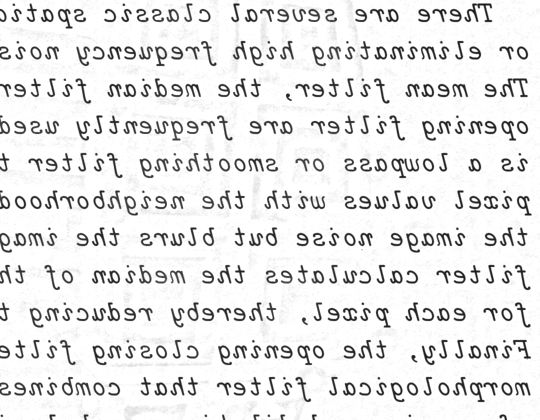 There are several classic spatia
or eliminating high frequency nois
The mean filter, the median filter
opening filter are frequently used
is a lowpass or smoothing filter t
pixel values with the neighborhood
the image noise but blurs the imag
filter calculates the median of th
for each pixel, thereby reducing t
Finally, the opening closing filte
morphological filter that combines